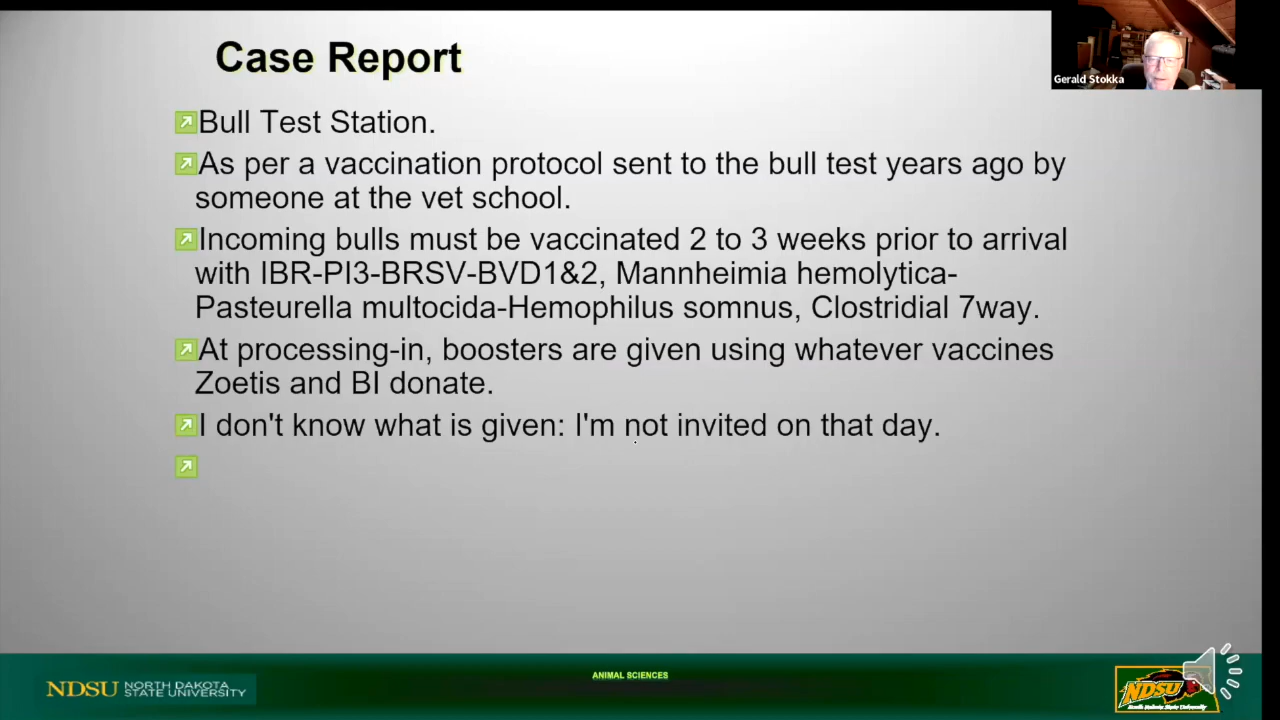 Case Report
Gerald Stokka
Bull Test Station.
As per a vaccination protocol sent to the bull test years ago by
someone at the vet school.
Incoming bulls must be vaccinated 2 to 3 weeks prior to arrival
with IBR-PI3-BRSV-BVD1&2, Mannheimia hemolytica-
Pasteurella multocida-Hemophilus somnus, Clostridial 7way.
At processing-in, boosters are given using whatever vaccines
Zoetis and BI donate.
I don't know what is given: I'm not invited on that day.
ANIMAL SCIENCES
NDSU NORTH DAKOTA
STATE UNIVERSITY
NDSU
North Dakota State University